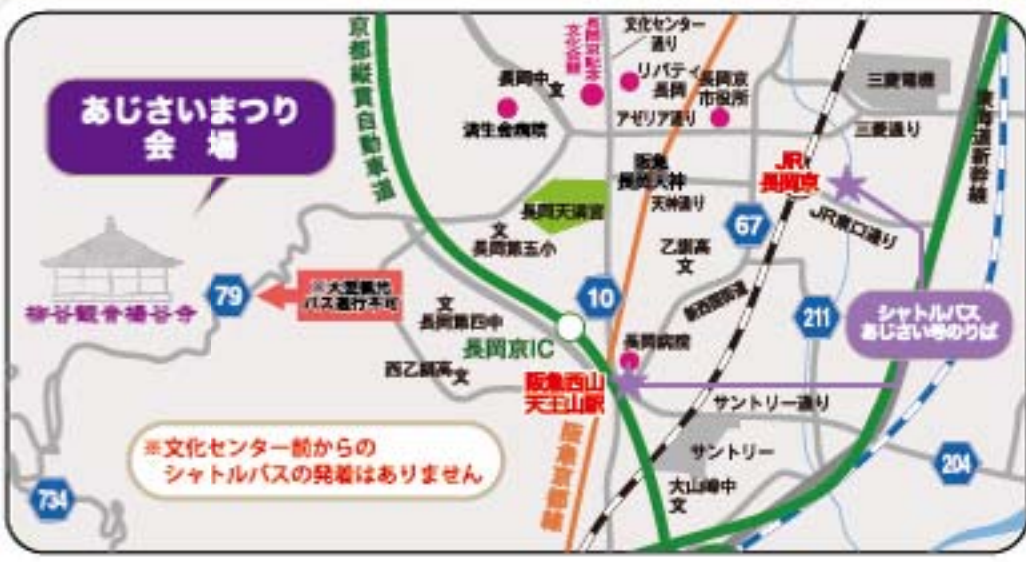 あじさいまつり
会場
京都縦貫自動車道
長岡中
文
済生会病院
長岡京記念
文化会館
文化センター
通り
リバティ
長岡
長岡京
市役所
アゼリア通り
三菱電機
三菱通り
東海道新幹線
阪急
長岡天神
天神通り
JR
長岡京
JR東口通り
67
長岡天満宮
文
長岡第五小
乙訓高
文
79
※大型観光
バス通行不可
柳谷観音楊谷寺
文
長岡第四中
10
新西国街道
211
シャトルバス
あじさい号のりば
長岡京IC
長岡病院
西乙訓高
文
阪急西山
天王山駅
サントリー通り
阪急京都線
※文化センター前からの
シャトルバスの発着はありません
サントリー
大山崎中
文
204
734